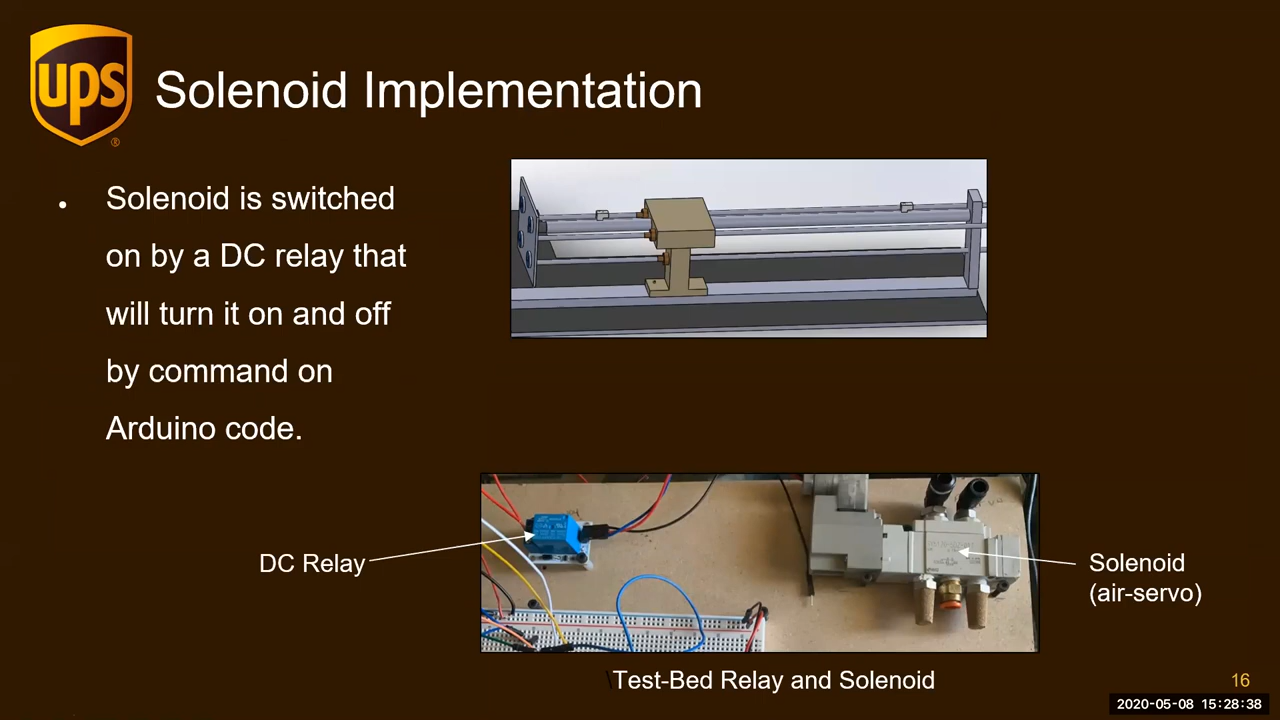 ups
®
Solenoid Implementation
• Solenoid is switched
on by a DC relay that
will turn it on and off
by command on
Arduino code.
DC Relay
Solenoid
(air-servo)
\Test-Bed Relay and Solenoid
16
2020-05-08 15:28:38